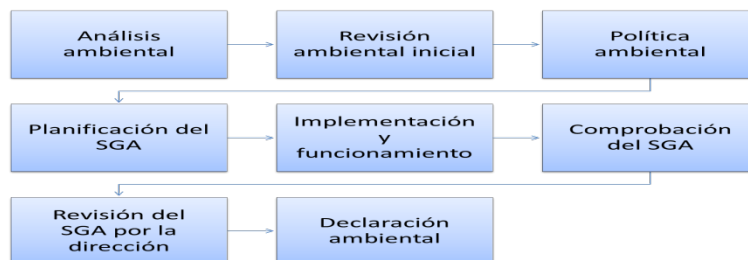 Análisis
ambiental
Revisión
ambiental inicial
Política
ambiental
Planificación del
SGA
Implementación
y
funcionamiento
Comprobación
del SGA
Revisión del
SGA por la
dirección
Declaración
ambiental